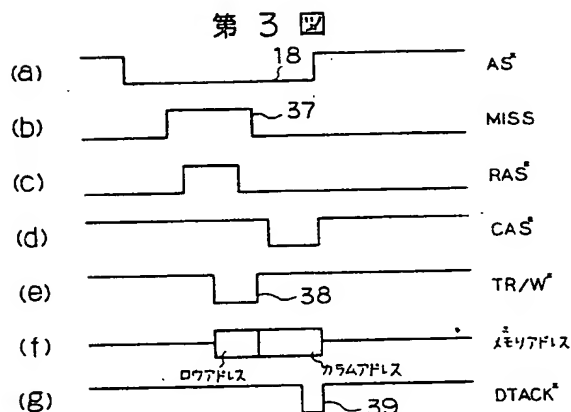 第 3 図
(a) 18 AS*
(b) 37 MISS
(c) RAS*
(d) CAS*
(e) 38 TR/W*
(f) ロウアドレス カラムアドレス メモリアドレス
(g) 39 DTACK*